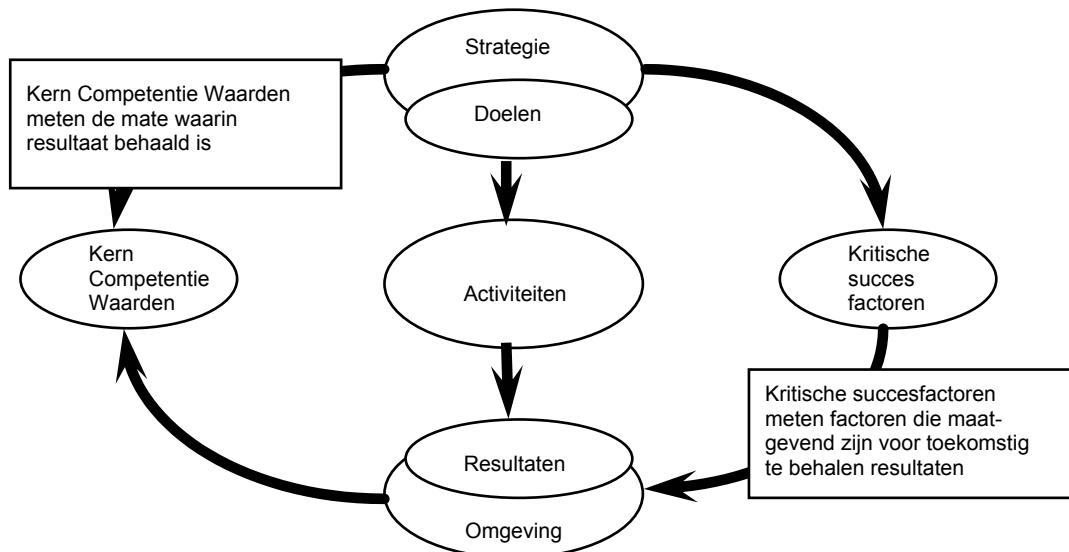 Strategie
Kern Competentie Waarden
meten de mate waarin
resultaat behaald is
Doelen
Kern
Competentie
Waarden
Activiteiten
Kritische
succes
factoren
Kritische succesfactoren
meten factoren die maat-
gevend zijn voor toekomstig
te behalen resultaten
Resultaten
Omgeving